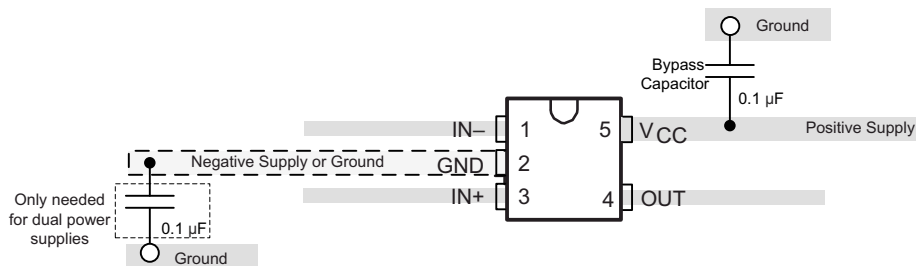 Ground
Bypass
Capacitor
0.1 µF
IN–
1
5
VCC
Positive Supply
Negative Supply or Ground
GND
2
IN+
3
4
OUT
Only needed
for dual power
supplies
0.1 µF
Ground